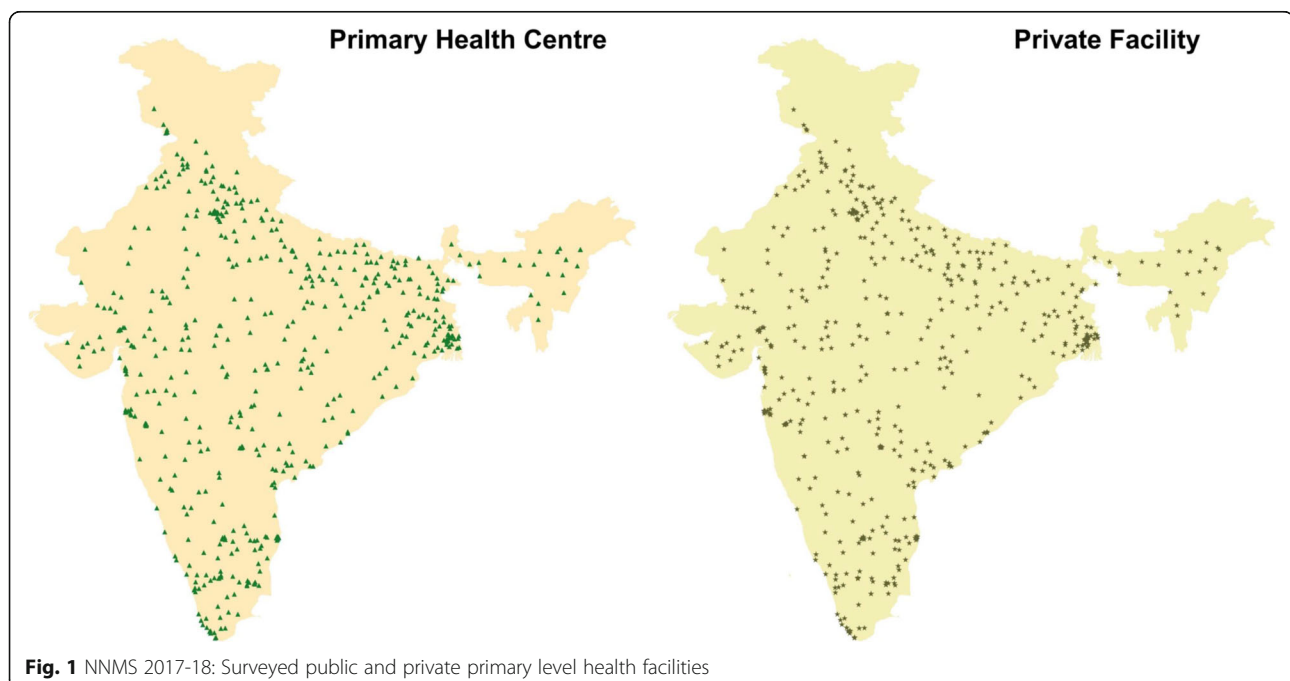 Primary Health Centre
Private Facility
Fig. 1 NNMS 2017-18: Surveyed public and private primary level health facilities